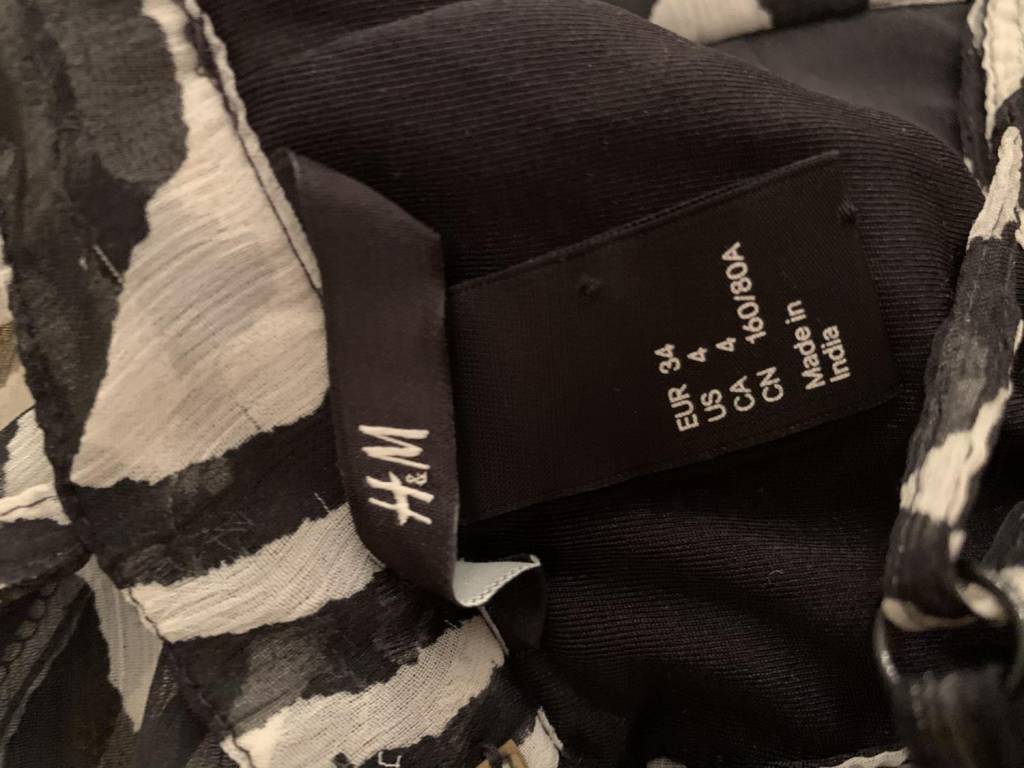 H&M
EUR 34
US 4
CA 4
CN 160/80A
Made in
India